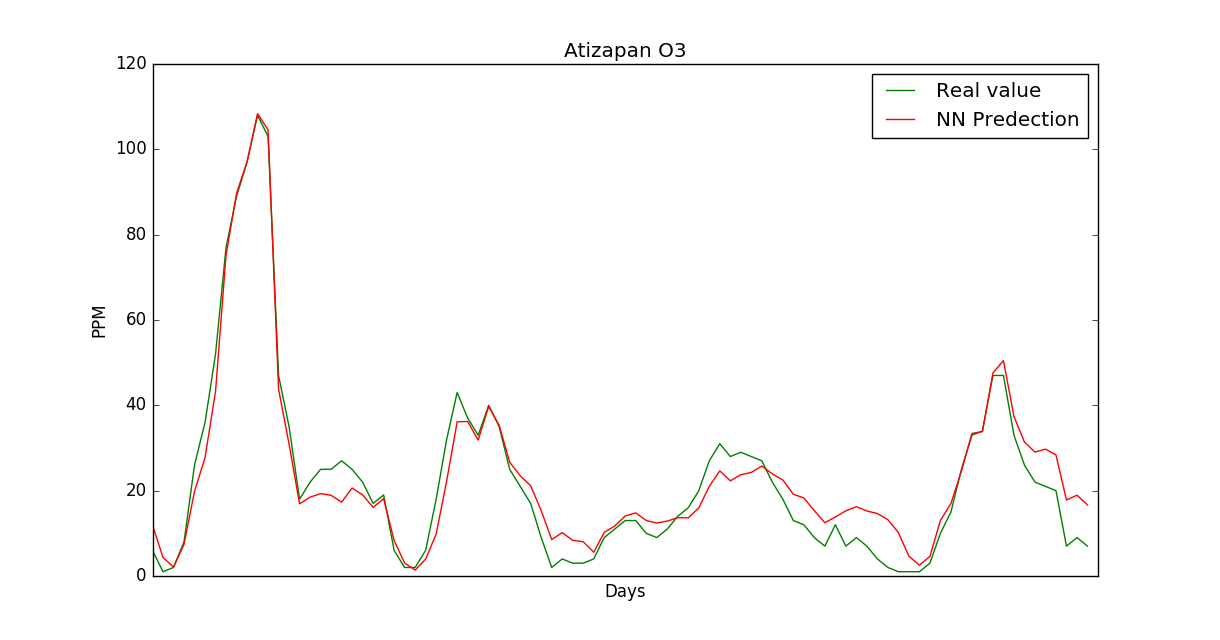 Atizapan O3
120
100
80
60
40
20
0
PPM
Days
Real value
NN Predection